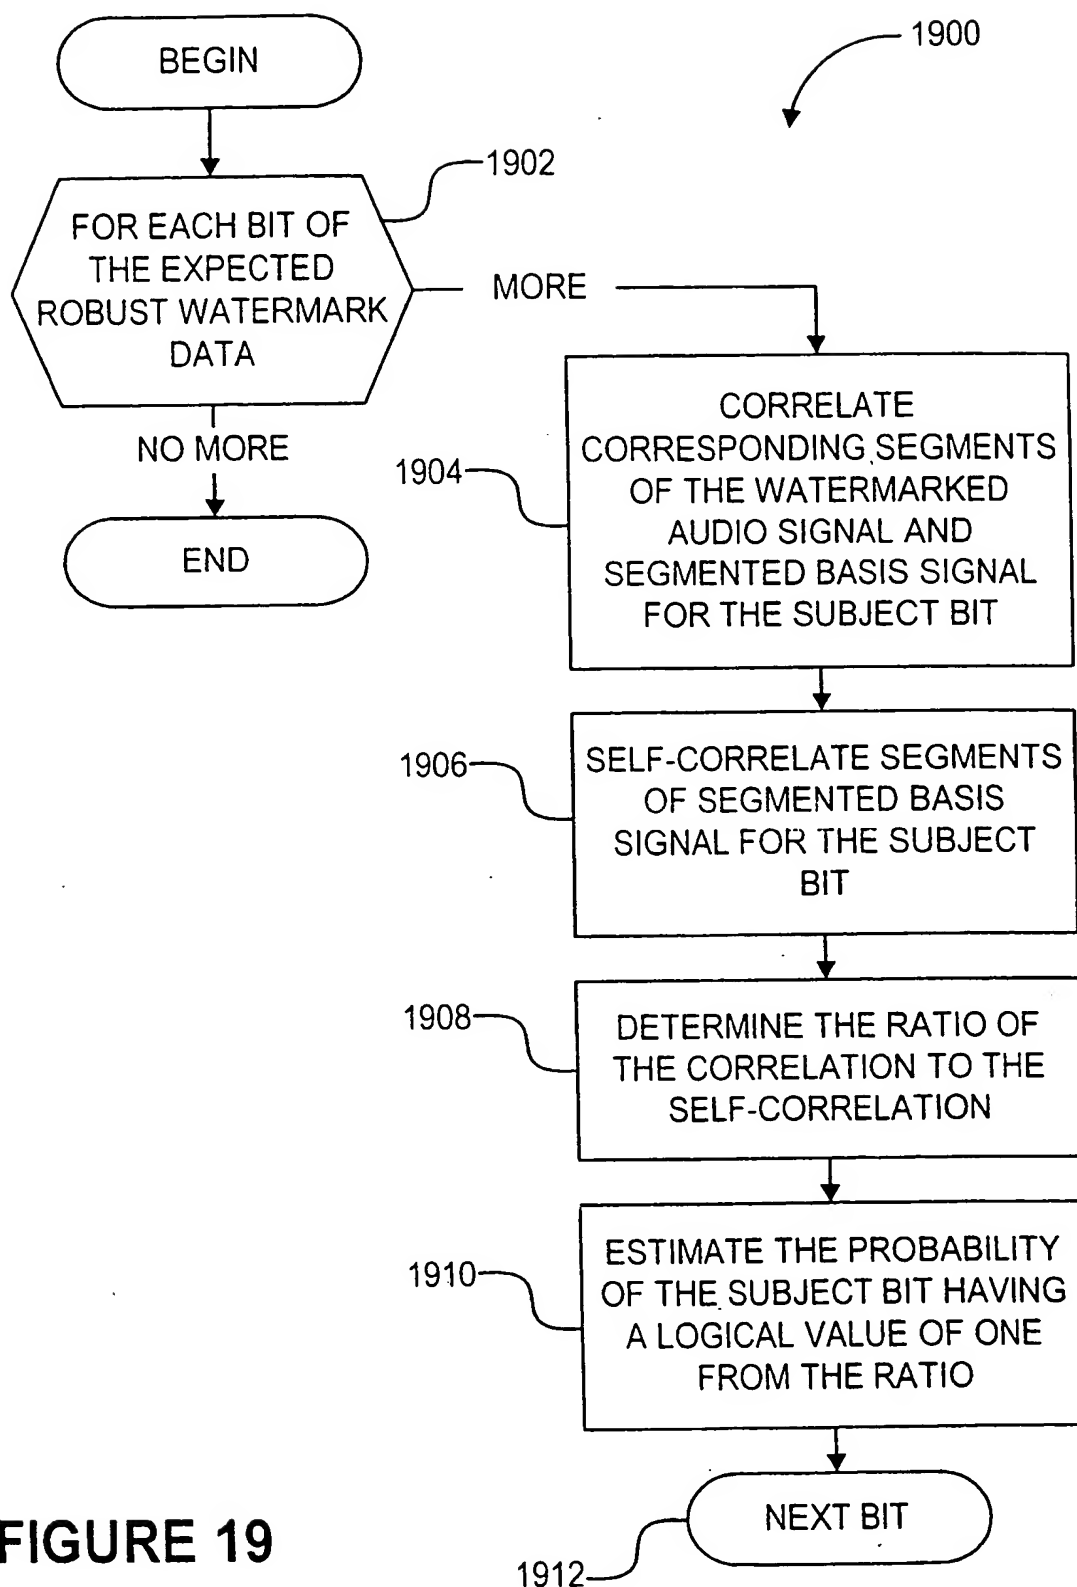 BEGIN
1900
1902
FOR EACH BIT OF
THE EXPECTED
ROBUST WATERMARK
DATA
MORE
NO MORE
END
1904
CORRELATE
CORRESPONDING SEGMENTS
OF THE WATERMARKED
AUDIO SIGNAL AND
SEGMENTED BASIS SIGNAL
FOR THE SUBJECT BIT
1906
SELF-CORRELATE SEGMENTS
OF SEGMENTED BASIS
SIGNAL FOR THE SUBJECT
BIT
1908
DETERMINE THE RATIO OF
THE CORRELATION TO THE
SELF-CORRELATION
1910
ESTIMATE THE PROBABILITY
OF THE SUBJECT BIT HAVING
A LOGICAL VALUE OF ONE
FROM THE RATIO
NEXT BIT
1912
FIGURE 19